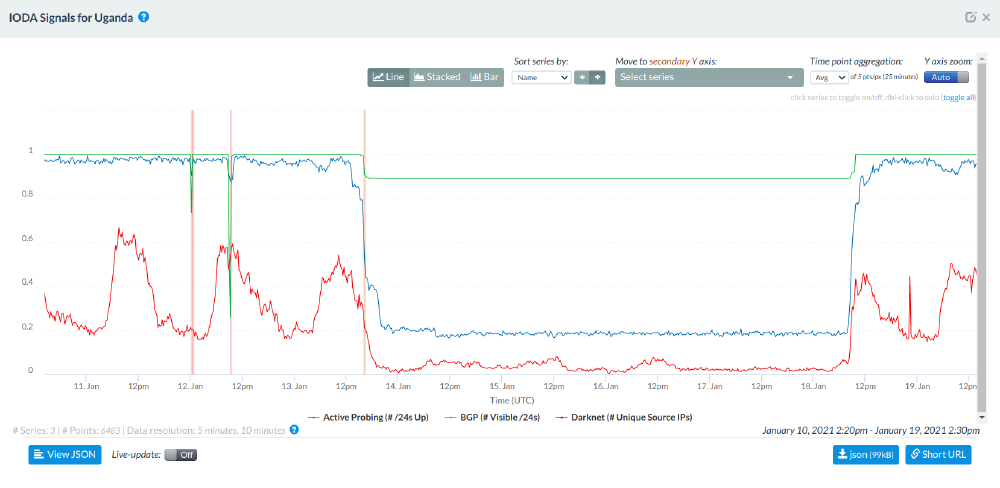 IODA Signals for Uganda ?
Sort series by: Move to secondary Y axis: Time point aggregation: Y axis zoom:
Line Stacked Bar Name Select series Avg of 5 pts/px (25 minutes) Auto
click series to toggle on/off, dbl-click to solo (toggle all)
1
0.8
0.6
0.4
0.2
0
11. Jan 12pm 12. Jan 12pm 13. Jan 12pm 14. Jan 12pm 15. Jan 12pm 16. Jan 12pm 17. Jan 12pm 18. Jan 12pm 19. Jan 12pm
Time (UTC)
Active Probing (# /24s Up) BGP (# Visible /24s) Darknet (# Unique Source IPs)
# Series: 3 | # Points: 6483 | Data resolution: 5 minutes, 10 minutes ? January 10, 2021 2:20pm - January 19, 2021 2:30pm
View JSON Live-update: Off json (99kB) Short URL